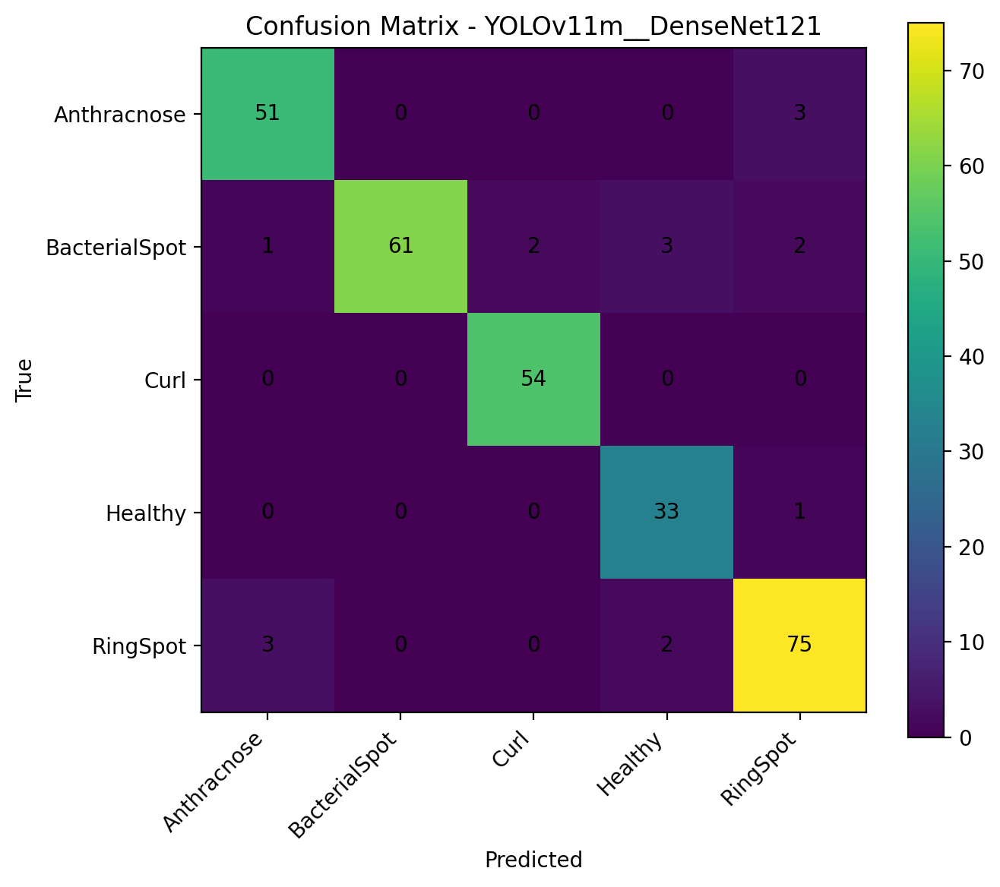 Confusion Matrix - YOLOv11m__DenseNet121
Anthracnose 51 0 0 0 3
BacterialSpot 1 61 2 3 2
Curl 0 0 54 0 0
Healthy 0 0 0 33 1
RingSpot 3 0 0 2 75
Anthracnose BacterialSpot Curl Healthy RingSpot
Predicted
True
70
60
50
40
30
20
10
0